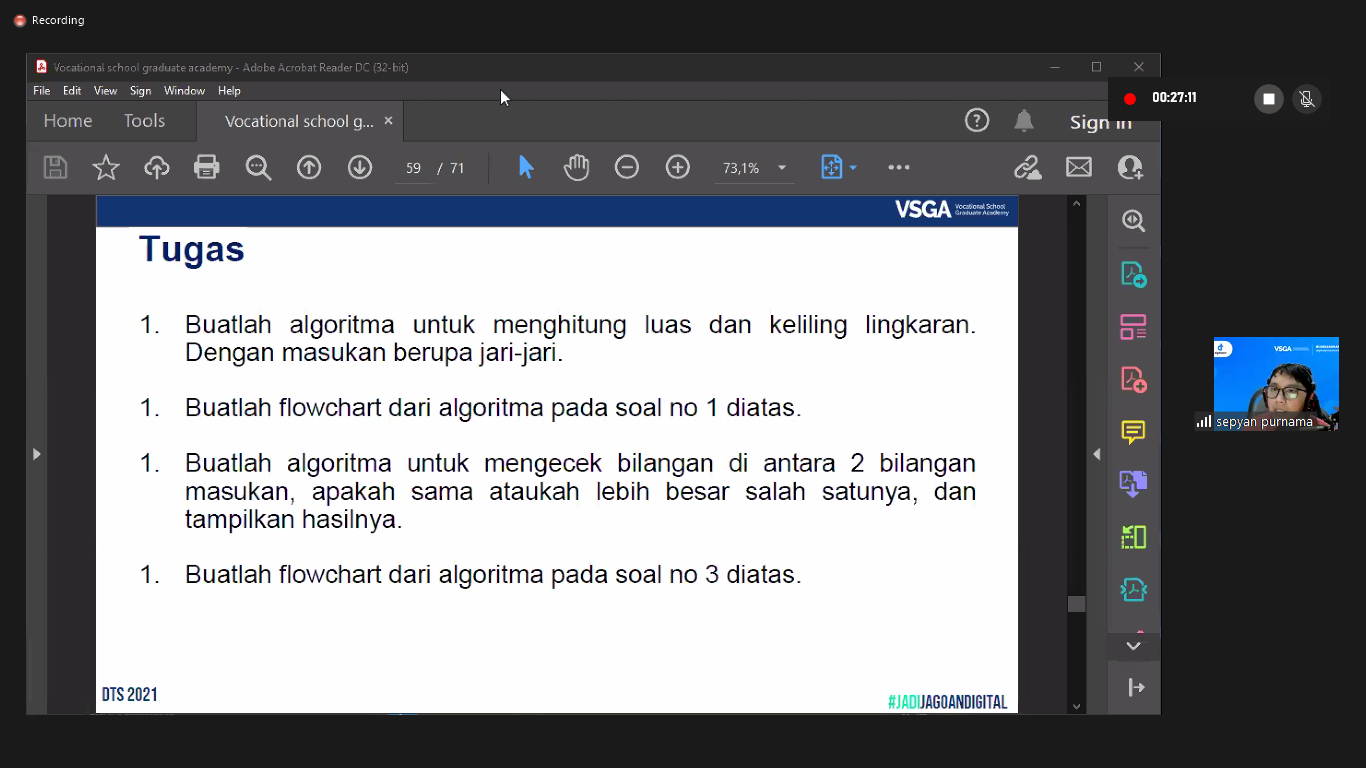 Recording
Vocational school graduate academy - Adobe Acrobat Reader DC (32-bit)
File Edit View Sign Window Help
00:27:11
Home Tools Vocational school g... ×
Sign In
59 / 71
73,1%
VSGA Vocational School
Graduate Academy
Tugas
1. Buatlah algoritma untuk menghitung luas dan keliling lingkaran.
Dengan masukan berupa jari-jari.
1. Buatlah flowchart dari algoritma pada soal no 1 diatas.
1. Buatlah algoritma untuk mengecek bilangan di antara 2 bilangan
masukan, apakah sama ataukah lebih besar salah satunya, dan
tampilkan hasilnya.
1. Buatlah flowchart dari algoritma pada soal no 3 diatas.
DTS 2021
#JADIJAGOANDIGITAL
VSGA
sepyan purnama